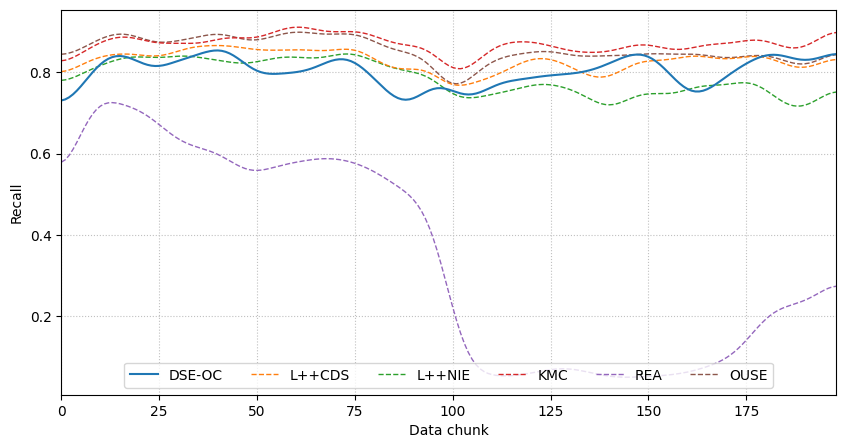 Recall
0.8
0.6
0.4
0.2
DSE-OC L++CDS L++NIE KMC REA OUSE
0 25 50 75 100 125 150 175
Data chunk